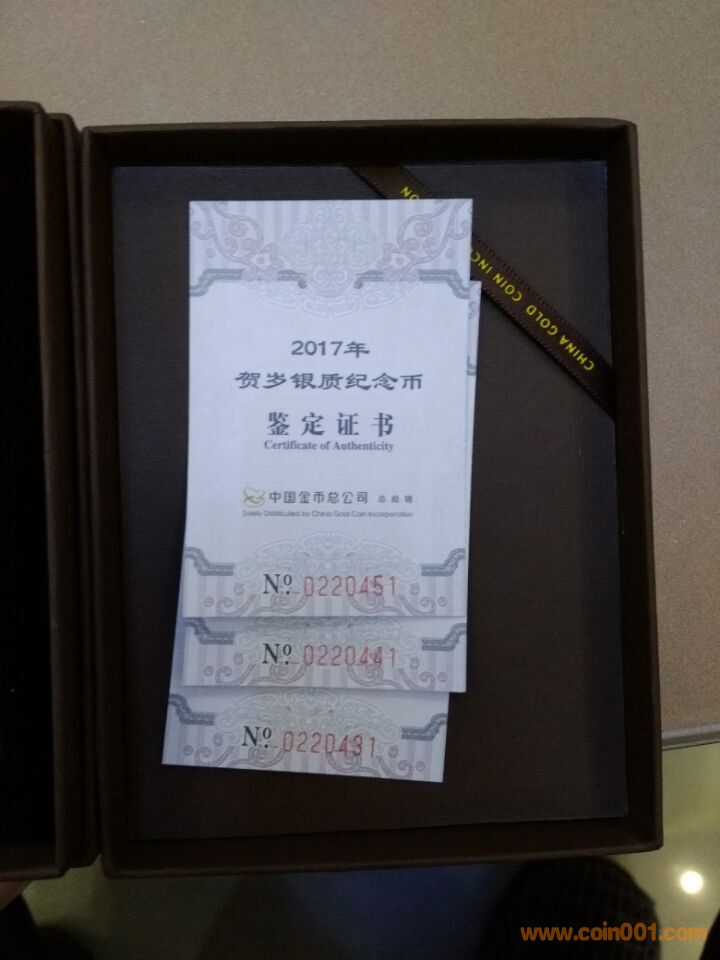 2017年
贺岁银质纪念币
鉴定证书
Certificate of Authenticity
中国金币总公司 总经销
Solely Distributed by China Gold Coin Incorporation
Nº. 0220451
Nº. 0220441
Nº. 0220431
CHINA GOLD COIN INC
ON
www.coin001.com